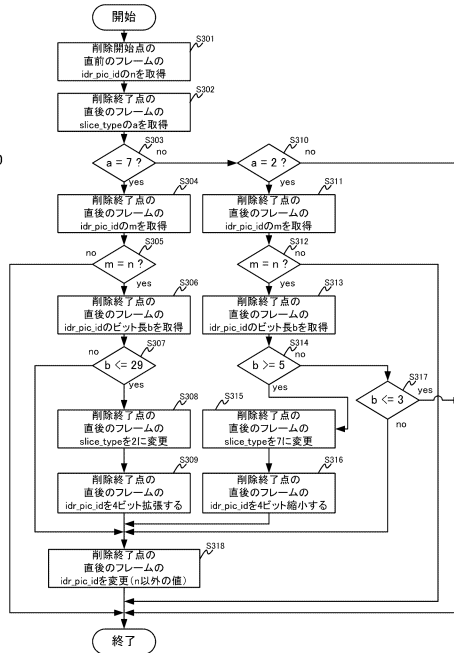 開始
S301
削除開始点の
直前のフレームの
idr_pic_idのnを取得
S302
削除終了点の
直後のフレームの
slice_typeのaを取得
S303
a = 7 ?
no
yes
S310
a = 2 ?
no
yes
S304
削除終了点の
直後のフレームの
idr_pic_idのmを取得
S311
削除終了点の
直後のフレームの
idr_pic_idのmを取得
S305
m = n ?
no
yes
S312
m = n ?
no
yes
S306
削除終了点の
直後のフレームの
idr_pic_idのビット長bを取得
S313
削除終了点の
直後のフレームの
idr_pic_idのビット長bを取得
S307
b <= 29
no
yes
S314
b >= 5
no
yes
S317
b <= 3
yes
no
S308
削除終了点の
直後のフレームの
slice_typeを2に変更
S315
削除終了点の
直後のフレームの
slice_typeを7に変更
S309
削除終了点の
直後のフレームの
idr_pic_idを4ビット拡張する
S316
削除終了点の
直後のフレームの
idr_pic_idを4ビット縮小する
S318
削除終了点の
直後のフレームの
idr_pic_idを変更(n以外の値)
終了